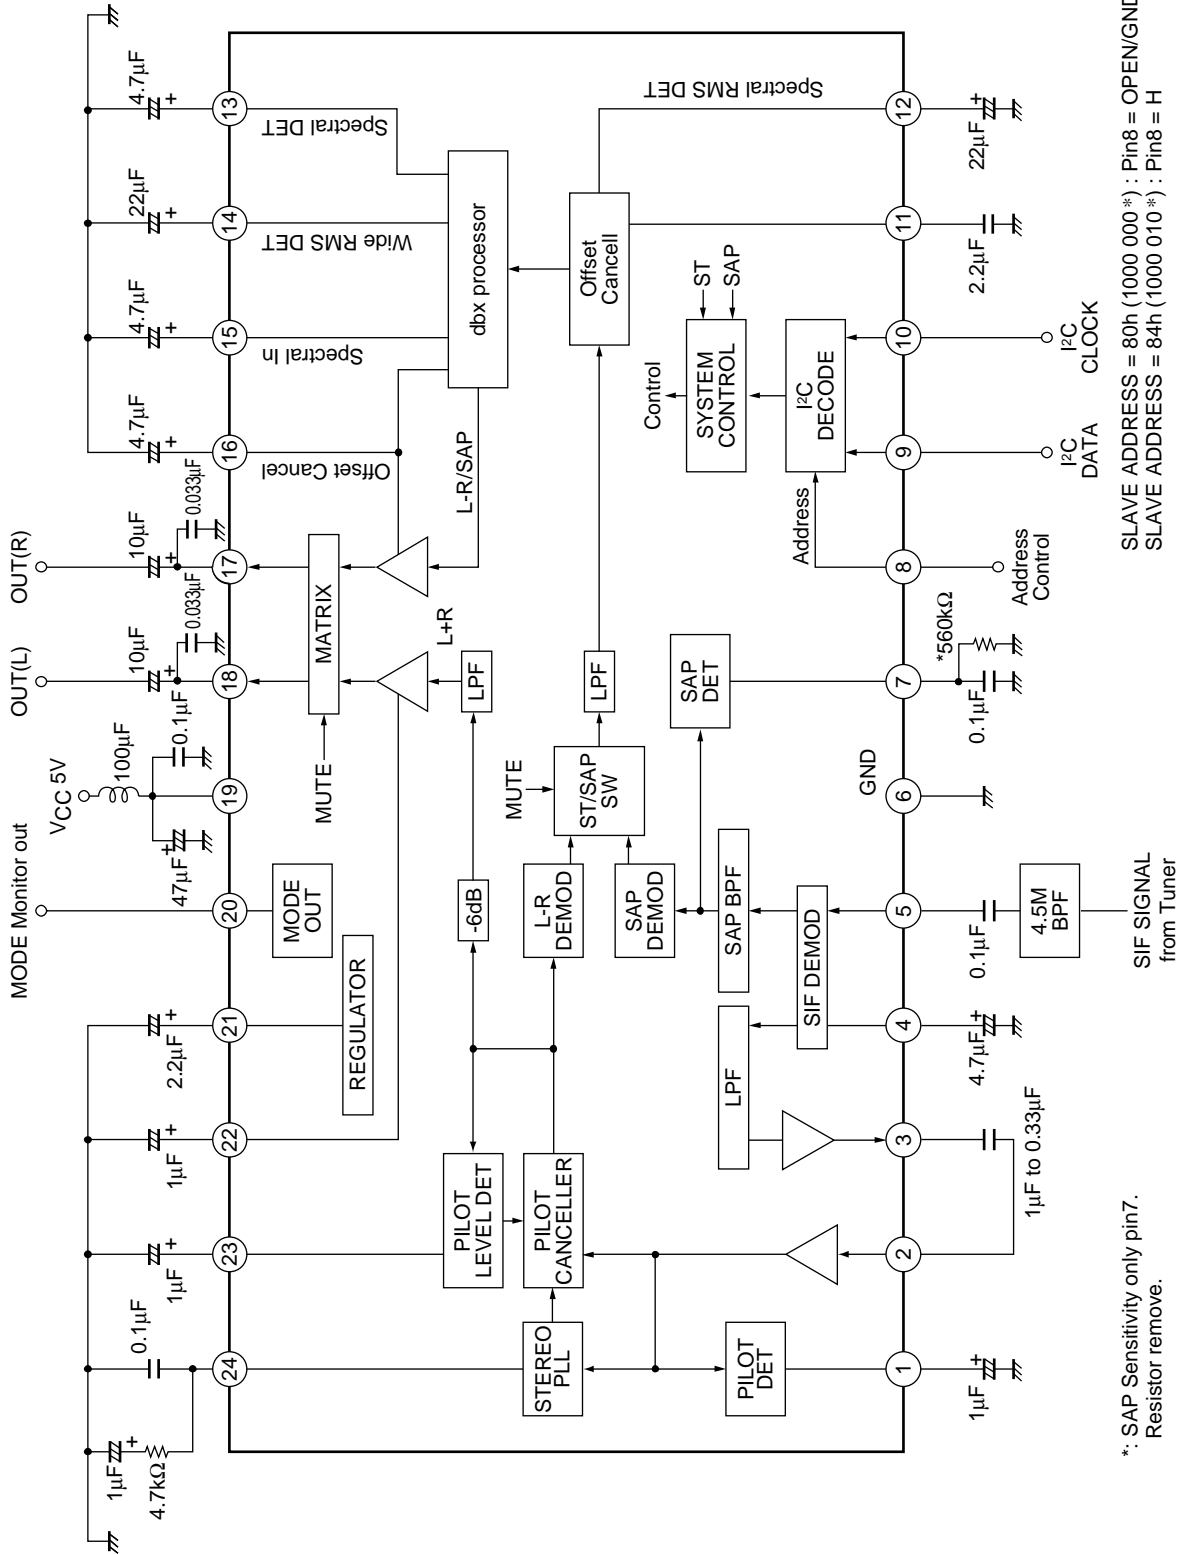 MODE Monitor out
OUT(L)
OUT(R)
VCC 5V
100µF
0.1µF
47µF
10µF
0.033µF
10µF
0.033µF
1µF
4.7kΩ
0.1µF
1µF
1µF
2.2µF
4.7µF
4.7µF
22µF
4.7µF
24
23
22
21
20
19
18
17
16
15
14
13
Offset Cancel
Spectral In
Wide RMS DET
Spectral DET
REGULATOR
MODE
OUT
MUTE
MATRIX
L+R
L-R/SAP
dbx processor
PILOT
LEVEL DET
-6dB
LPF
STEREO
PLL
PILOT
CANCELLER
L-R
DEMOD
MUTE
ST/SAP
SW
LPF
Offset
Cancell
Spectral RMS DET
SAP
DEMOD
Control
SYSTEM
CONTROL
ST
SAP
PILOT
DET
LPF
SAP BPF
SAP
DET
SIF DEMOD
Address
I²C
DECODE
GND
1
2
3
4
5
6
7
8
9
10
11
12
1µF
1µF to 0.33µF
4.7µF
0.1µF
0.1µF
*560kΩ
2.2µF
22µF
4.5M
BPF
SIF SIGNAL
from Tuner
Address
Control
I²C
DATA
I²C
CLOCK
*: SAP Sensitivity only pin7.
Resistor remove.
SLAVE ADDRESS = 80h (1000 000*) : Pin8 = OPEN/GND
SLAVE ADDRESS = 84h (1000 010*) : Pin8 = H